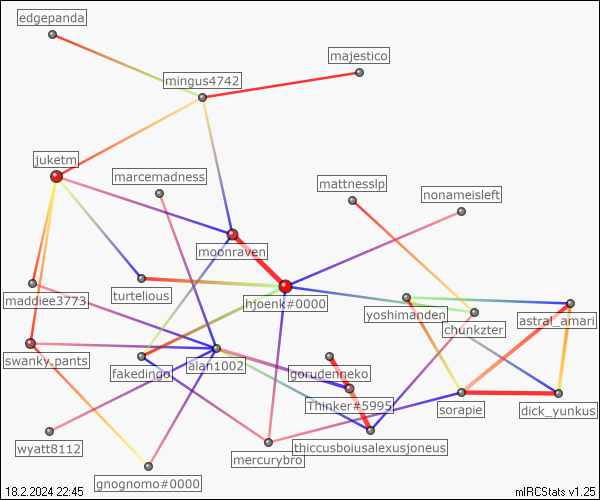 edgepanda
majestico
mingus4742
juketm
marcemadness
mattnesslp
nonameisleft
moonraven
maddiee3773
turtelious
hjoenk#0000
yoshimanden
chunkzter
astral_amari
swanky.pants
fakedingo
alan1002
gorudenneko
Thinker#5995
sorapie
dick_yunkus
wyatt8112
mercurybro
thiccusboiusalexusjoneus
gnognomo#0000
18.2.2024 22:45
mIRCStats v1.25